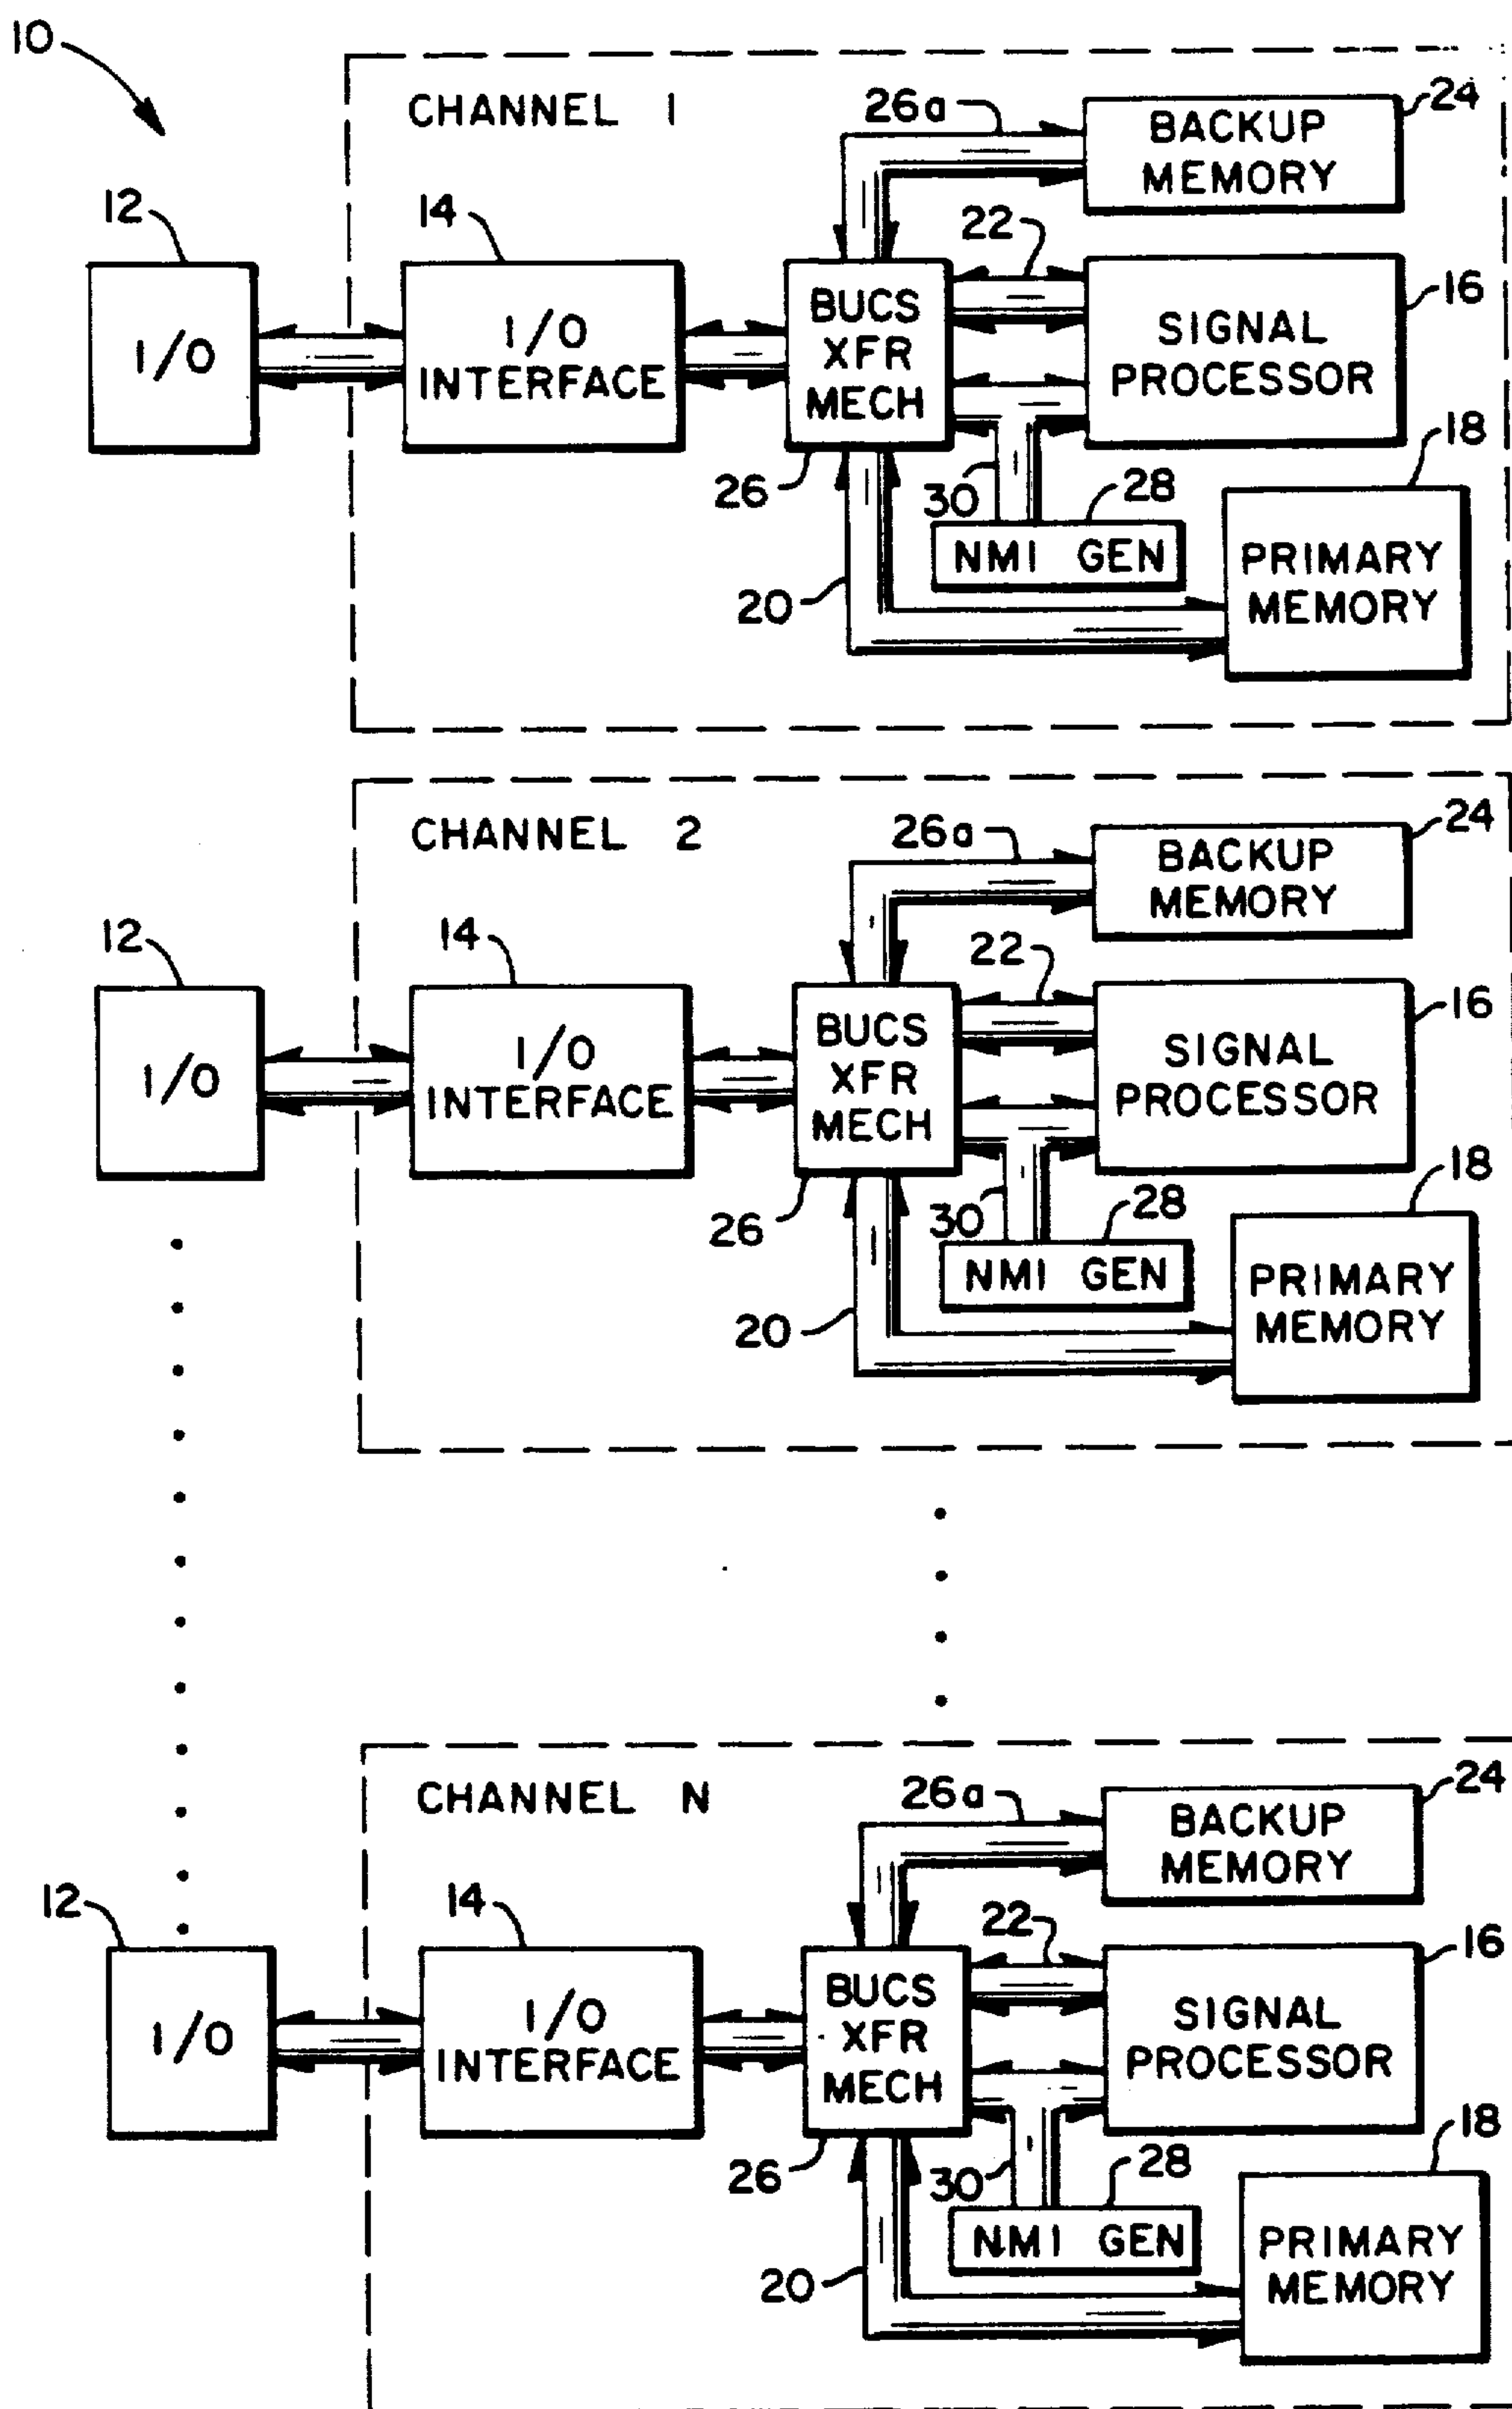 10
CHANNEL 1
26a
BACKUP
MEMORY
24
12
14
22
I/O
I/O
INTERFACE
BUCS
XFR
MECH
SIGNAL
PROCESSOR
16
26
30
28
NMI GEN
18
20
PRIMARY
MEMORY
CHANNEL 2
26a
BACKUP
MEMORY
24
12
14
22
I/O
I/O
INTERFACE
BUCS
XFR
MECH
SIGNAL
PROCESSOR
16
26
30
28
NMI GEN
18
20
PRIMARY
MEMORY
CHANNEL N
26a
BACKUP
MEMORY
24
12
14
22
I/O
I/O
INTERFACE
BUCS
XFR
MECH
SIGNAL
PROCESSOR
16
26
30
28
NMI GEN
18
20
PRIMARY
MEMORY